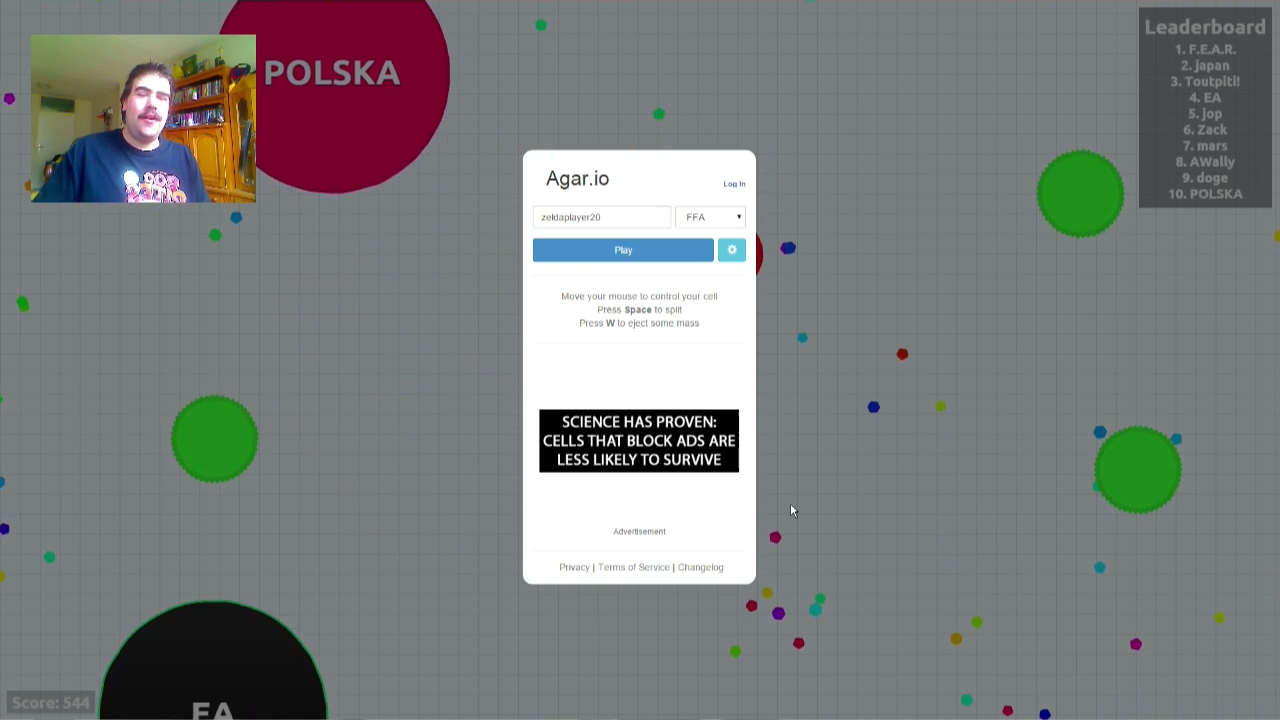 POLSKA
Leaderboard
1. F.E.A.R.
2. japan
3. Toutpiti!
4. EA
5. jop
6. Zack
7. mars
8. AWally
9. doge
10. POLSKA
Agar.io
Log In
zeldaplayer20
FFA
Play
Move your mouse to control your cell
Press Space to split
Press W to eject some mass
SCIENCE HAS PROVEN:
CELLS THAT BLOCK ADS ARE
LESS LIKELY TO SURVIVE
Advertisement
Privacy | Terms of Service | Changelog
Score: 544
EA